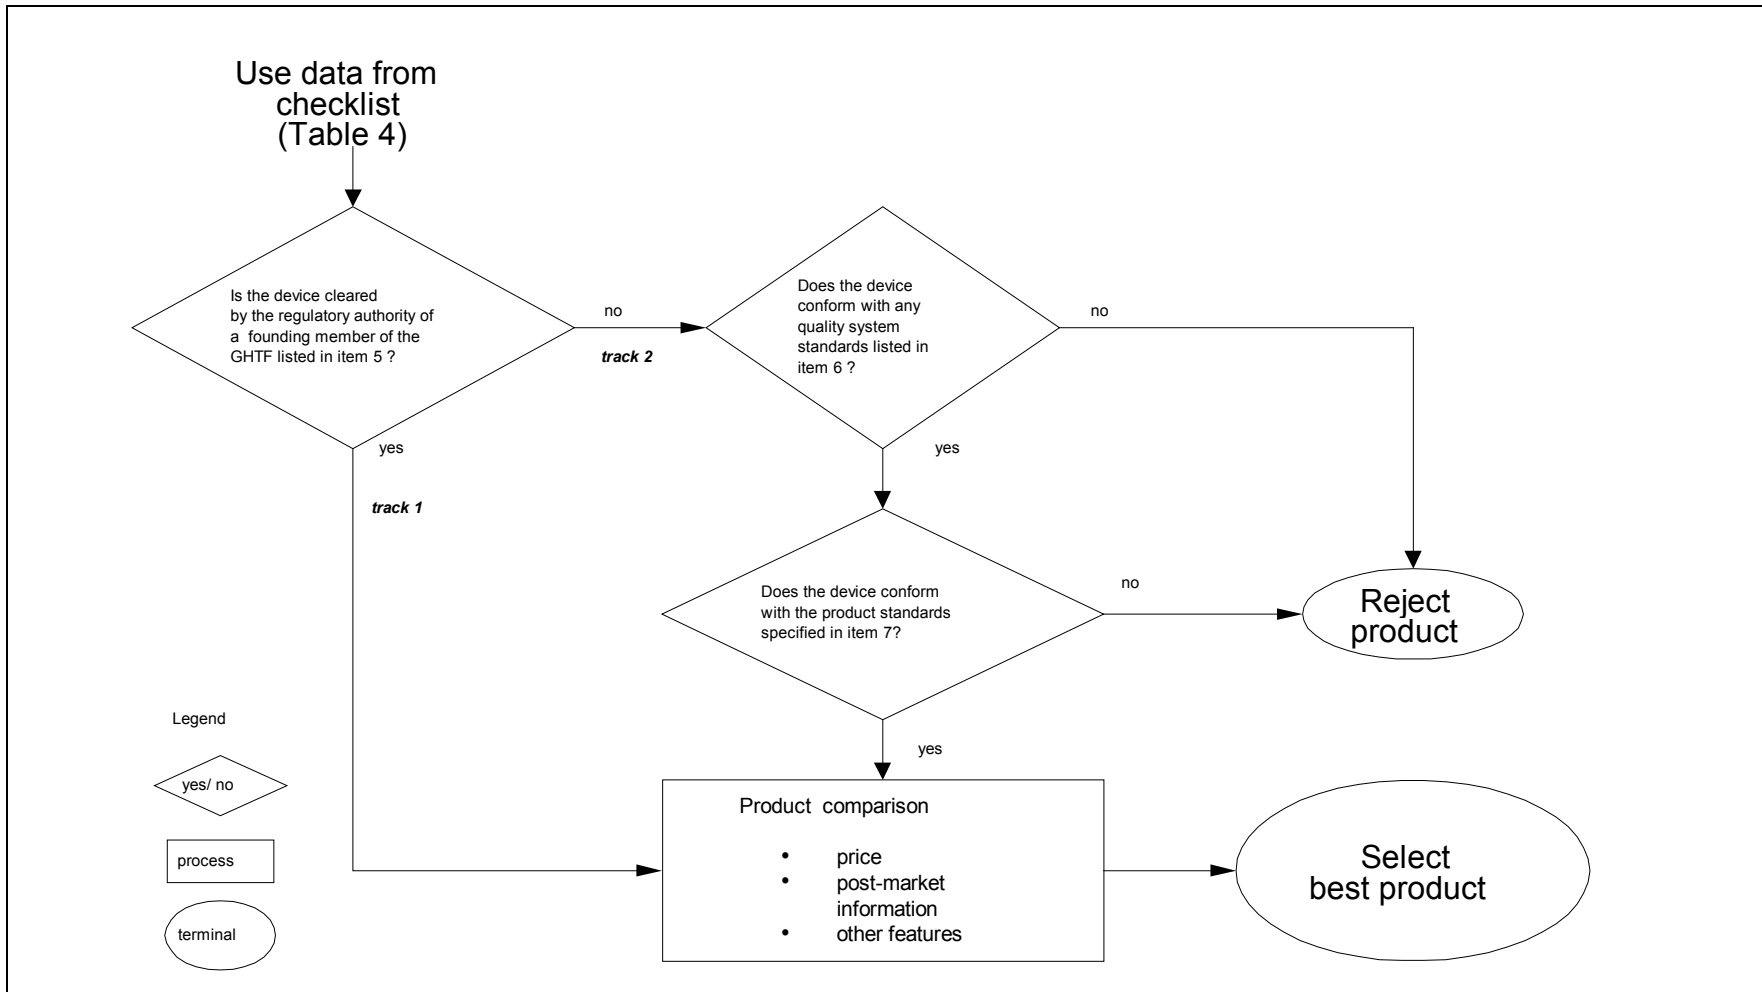 Use data from
checklist
(Table 4)
Is the device cleared
by the regulatory authority of
a founding member of the
GHTF listed in item 5 ?
no
track 2
Does the device
conform with any
quality system
standards listed in
item 6 ?
no
yes
track 1
yes
Does the device conform
with the product standards
specified in item 7?
no
Reject
product
yes
Product comparison
• price
• post-market
information
• other features
Select
best product
Legend
yes/ no
process
terminal